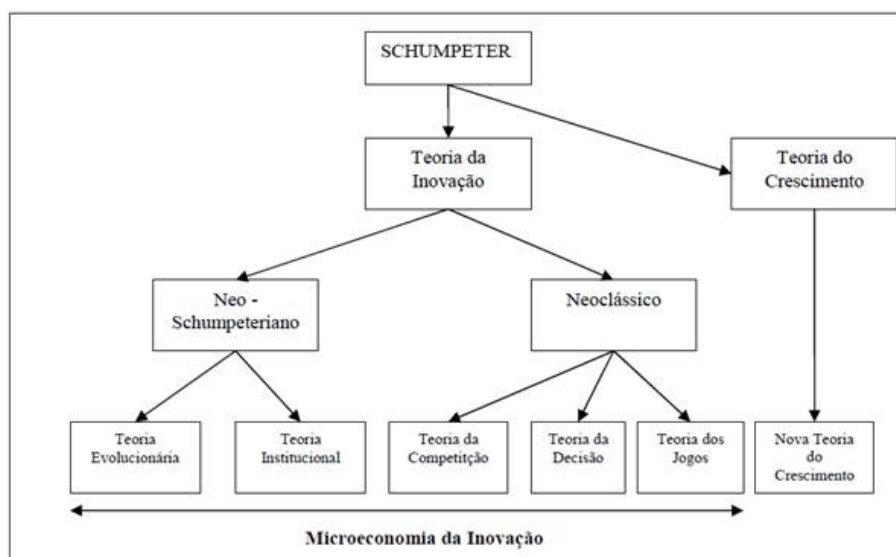 SCHUMPETER
Teoria da
Inovação
Teoria do
Crescimento
Neo -
Schumpeteriano
Neoclássico
Teoria
Evolucionária
Teoria
Institucional
Teoria da
Competitção
Teoria da
Decisão
Teoria dos
Jogos
Nova Teoria
do
Crescimento
Microeconomia da Inovação